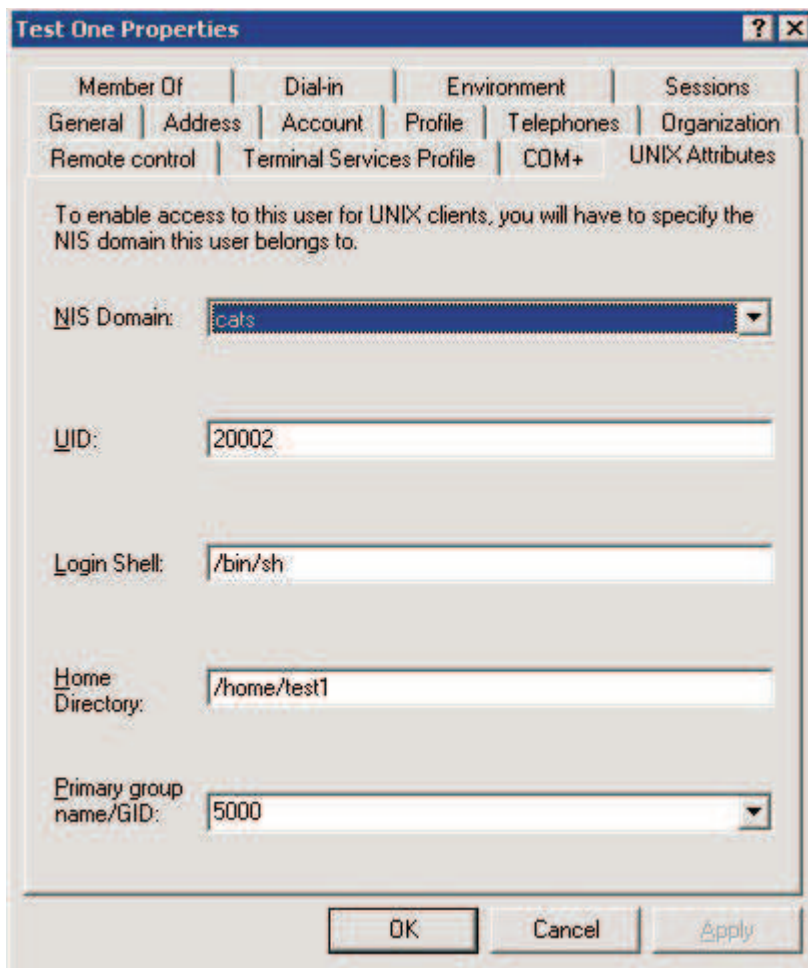 Test One Properties
Member Of Dial-in Environment Sessions
General Address Account Profile Telephones Organization
Remote control Terminal Services Profile COM+ UNIX Attributes
To enable access to this user for UNIX clients, you will have to specify the
NIS domain this user belongs to.
NIS Domain: cats
UID: 20002
Login Shell: /bin/sh
Home
Directory: /home/test1
Primary group
name/GID: 5000
OK Cancel Apply